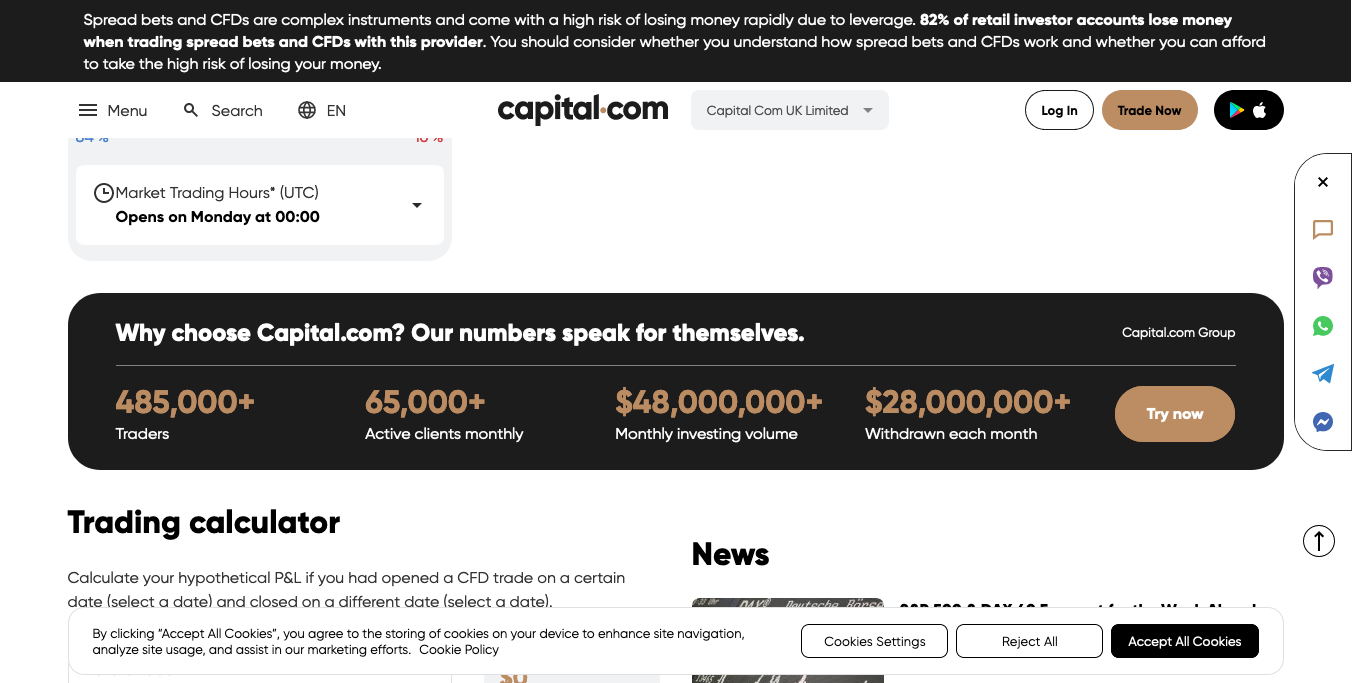 Spread bets and CFDs are complex instruments and come with a high risk of losing money rapidly due to leverage. 82% of retail investor accounts lose money
when trading spread bets and CFDs with this provider. You should consider whether you understand how spread bets and CFDs work and whether you can afford
to take the high risk of losing your money.
Menu
Search
EN
capital.com
Capital Com UK Limited
Log In
Trade Now
Market Trading Hours* (UTC)
Opens on Monday at 00:00
Why choose Capital.com? Our numbers speak for themselves.
Capital.com Group
485,000+
65,000+
$48,000,000+
$28,000,000+
Traders
Active clients monthly
Monthly investing volume
Withdrawn each month
Try now
Trading calculator
Calculate your hypothetical P&L if you had opened a CFD trade on a certain
date (select a date) and closed on a different date (select a date).
News
By clicking “Accept All Cookies”, you agree to the storing of cookies on your device to enhance site navigation,
analyze site usage, and assist in our marketing efforts. Cookie Policy
Cookies Settings
Reject All
Accept All Cookies